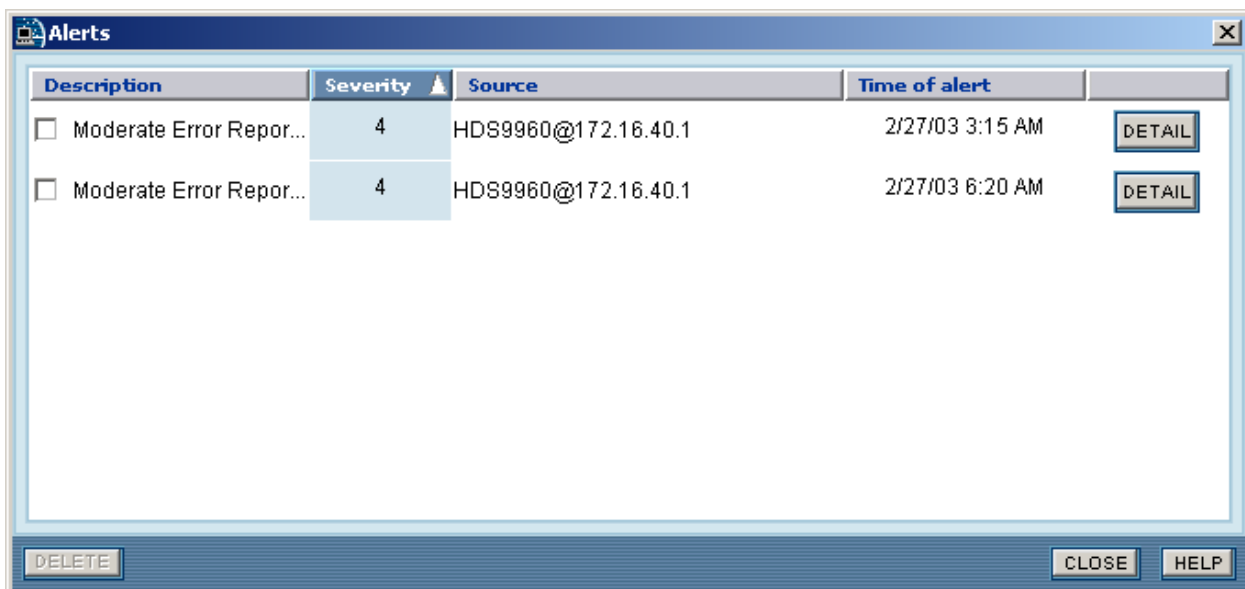 Alerts
Description Severity Source Time of alert
Moderate Error Repor... 4 HDS9960@172.16.40.1 2/27/03 3:15 AM DETAIL
Moderate Error Repor... 4 HDS9960@172.16.40.1 2/27/03 6:20 AM DETAIL
DELETE CLOSE HELP